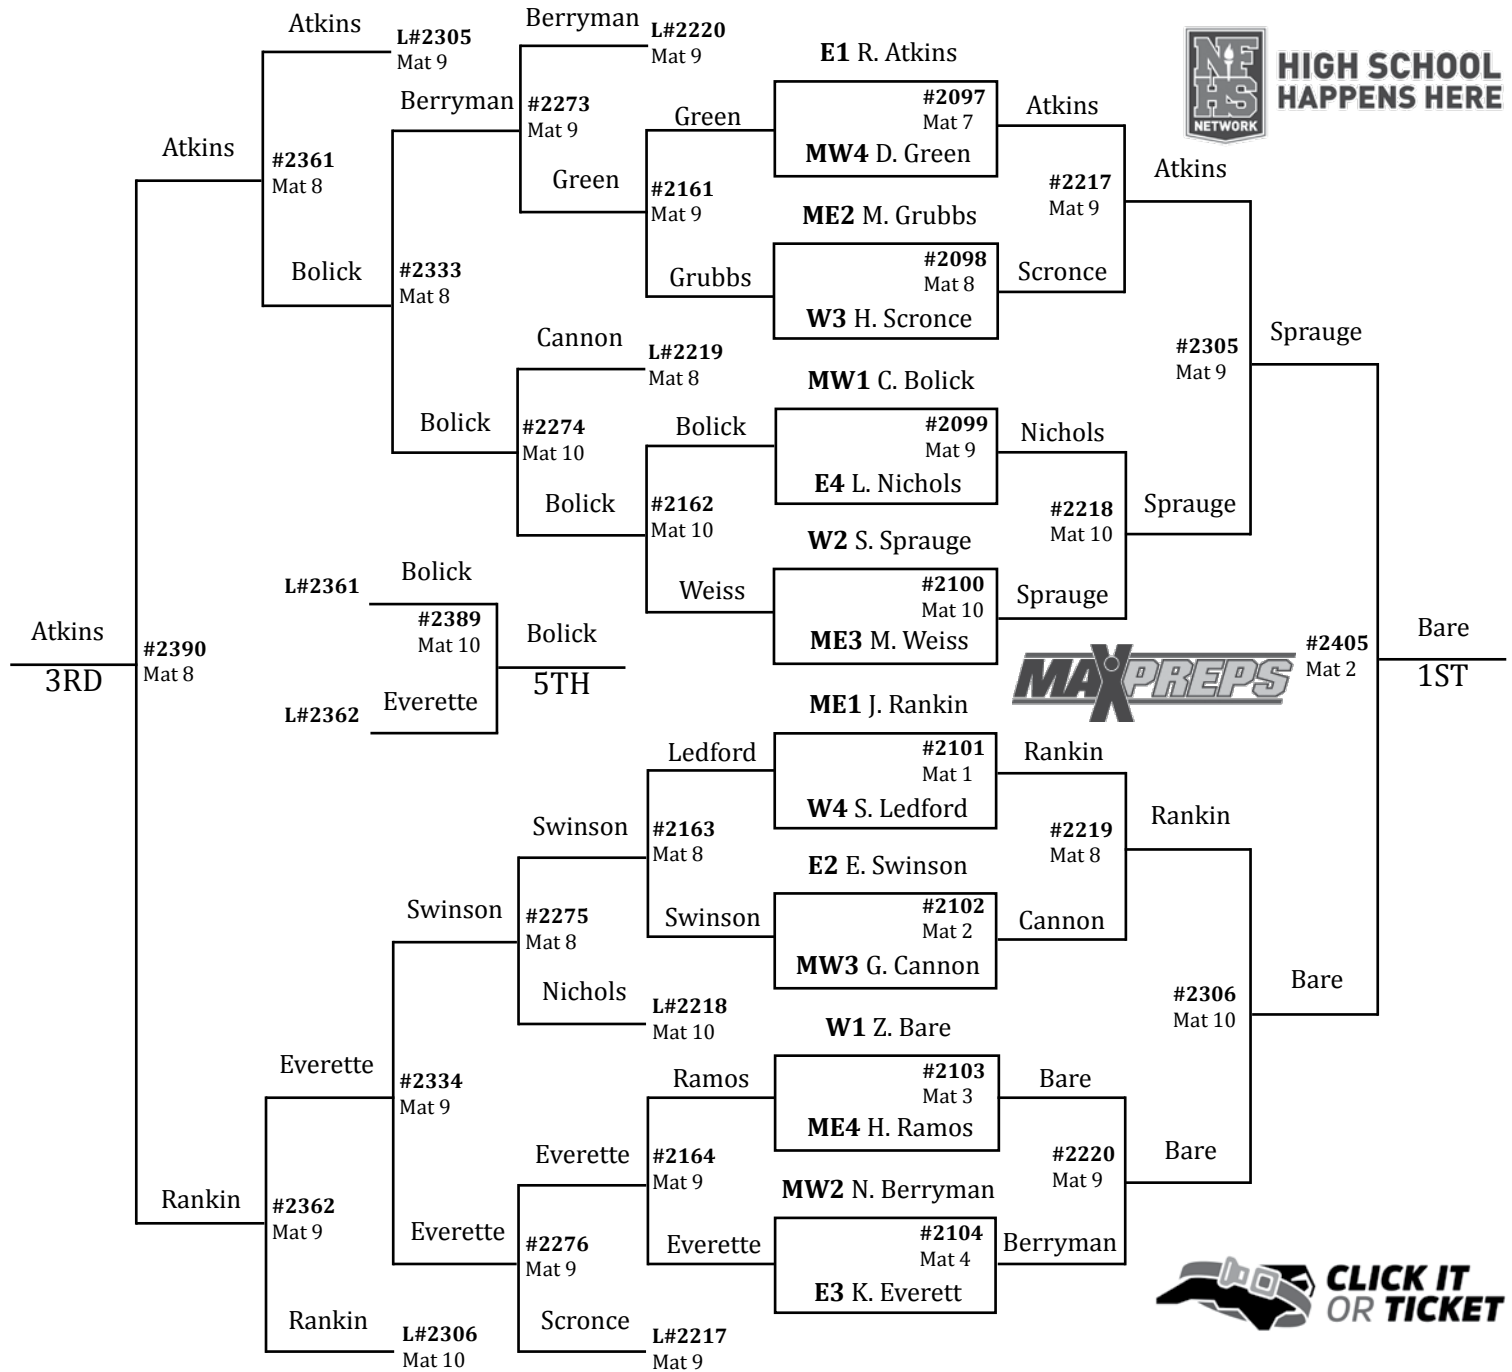 Atkins
L#2305
Mat 9
Berryman
L#2220
Mat 9
E1 R. Atkins
NF
HS
NETWORK
HIGH SCHOOL
HAPPENS HERE
Berryman
#2273
Mat 9
Green
#2097
Mat 7
Atkins
MW4 D. Green
Atkins
#2361
Mat 8
Green
#2161
Mat 9
#2217
Mat 9
Atkins
ME2 M. Grubbs
Bolick
#2333
Mat 8
Grubbs
#2098
Mat 8
Scronce
W3 H. Scronce
Cannon
L#2219
Mat 8
#2305
Mat 9
Sprauge
MW1 C. Bolick
Bolick
#2274
Mat 10
Bolick
#2099
Mat 9
Nichols
E4 L. Nichols
Bolick
#2162
Mat 10
#2218
Mat 10
Sprauge
W2 S. Sprauge
L#2361
Bolick
Weiss
#2100
Mat 10
Sprauge
ME3 M. Weiss
#2389
Mat 10
Bolick
5TH
Atkins
3RD
#2390
Mat 8
L#2362
Everette
MAXPREPS
#2405
Mat 2
Bare
1ST
ME1 J. Rankin
Ledford
#2101
Mat 1
Rankin
W4 S. Ledford
Swinson
#2163
Mat 8
#2219
Mat 8
Rankin
E2 E. Swinson
Swinson
#2275
Mat 8
Swinson
#2102
Mat 2
Cannon
MW3 G. Cannon
Nichols
L#2218
Mat 10
#2306
Mat 10
Bare
W1 Z. Bare
Everette
#2334
Mat 9
Ramos
#2103
Mat 3
Bare
ME4 H. Ramos
Everette
#2164
Mat 9
#2220
Mat 9
Bare
MW2 N. Berryman
Rankin
#2362
Mat 9
Everette
#2276
Mat 9
Everette
#2104
Mat 4
Berryman
E3 K. Everett
Rankin
L#2306
Mat 10
Scronce
L#2217
Mat 9
CLICK IT
OR TICKET